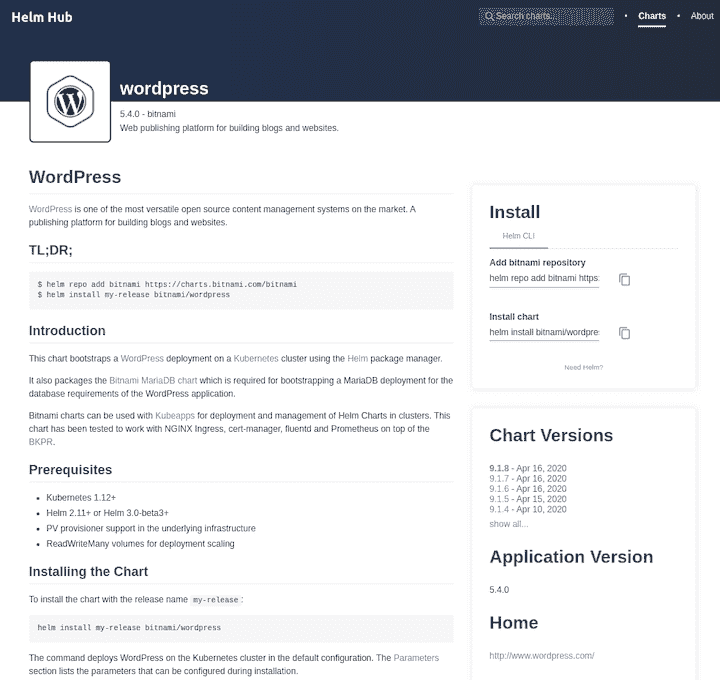 Helm Hub
Search charts...
• Charts • About
wordpress
5.4.0 - bitnami
Web publishing platform for building blogs and websites.
WordPress
WordPress is one of the most versatile open source content management systems on the market. A
publishing platform for building blogs and websites.
TL;DR;
$ helm repo add bitnami https://charts.bitnami.com/bitnami
$ helm install my-release bitnami/wordpress
Introduction
This chart bootstraps a WordPress deployment on a Kubernetes cluster using the Helm package manager.
It also packages the Bitnami MariaDB chart which is required for bootstrapping a MariaDB deployment for the
database requirements of the WordPress application.
Bitnami charts can be used with Kubeapps for deployment and management of Helm Charts in clusters. This
chart has been tested to work with NGINX Ingress, cert-manager, fluentd and Prometheus on top of the
BKPR.
Prerequisites
• Kubernetes 1.12+
• Helm 2.11+ or Helm 3.0-beta3+
• PV provisioner support in the underlying infrastructure
• ReadWriteMany volumes for deployment scaling
Installing the Chart
To install the chart with the release name my-release:
helm install my-release bitnami/wordpress
The command deploys WordPress on the Kubernetes cluster in the default configuration. The Parameters
section lists the parameters that can be configured during installation.
Install
Helm CLI
Add bitnami repository
helm repo add bitnami https:
Install chart
helm install bitnami/wordpre
Need Helm?
Chart Versions
9.1.8 - Apr 16, 2020
9.1.7 - Apr 16, 2020
9.1.6 - Apr 16, 2020
9.1.5 - Apr 15, 2020
9.1.4 - Apr 10, 2020
show all...
Application Version
5.4.0
Home
http://www.wordpress.com/